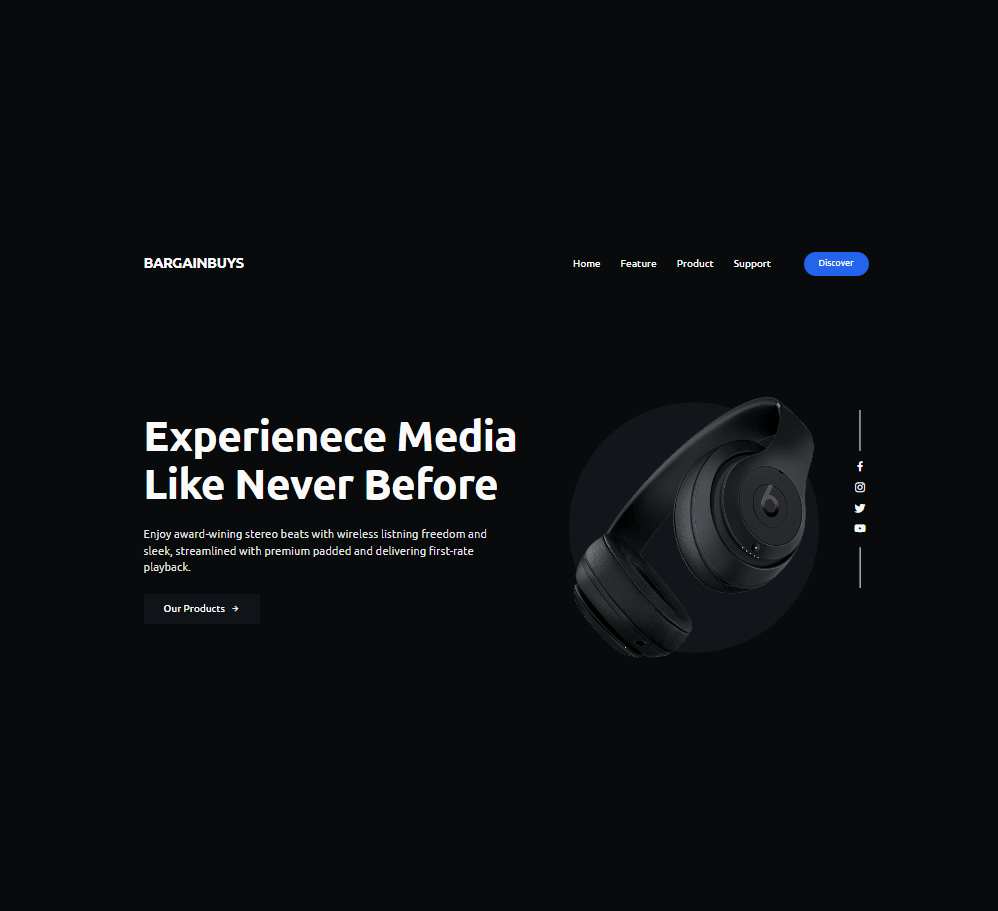 BARGAINBUYS
Home Feature Product Support Discover
Experienece Media
Like Never Before
Enjoy award-wining stereo beats with wireless listning freedom and
sleek, streamlined with premium padded and delivering first-rate
playback.
Our Products →